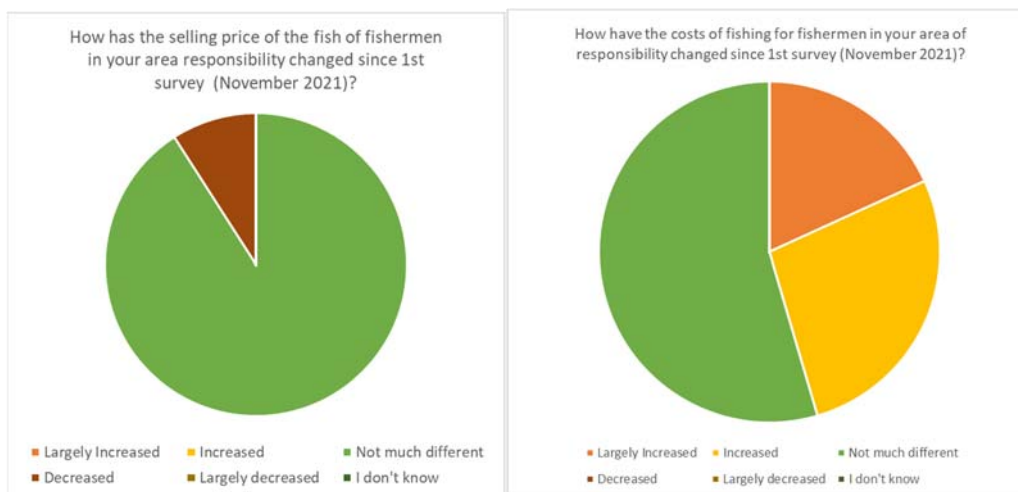 How has the selling price of the fish of fishermen
in your area responsibility changed since 1st
survey (November 2021)?
Largely Increased
Increased
Not much different
Decreased
Largely decreased
I don't know
How have the costs of fishing for fishermen in your area of
responsibility changed since 1st survey (November 2021)?
Largely Increased
Increased
Not much different
Decreased
Largely decreased
I don't know